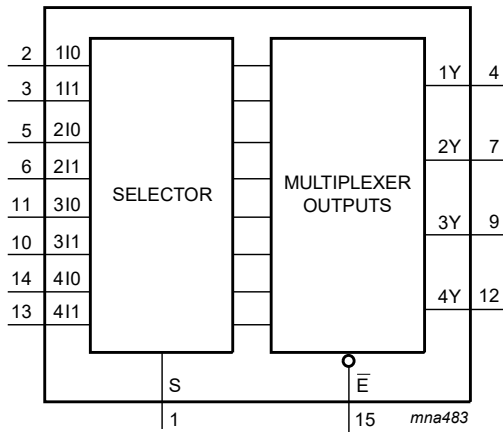 2 1I0
3 1I1
5 2I0
6 2I1
11 3I0
10 3I1
14 4I0
13 4I1
SELECTOR
MULTIPLEXER
OUTPUTS
1Y 4
2Y 7
3Y 9
4Y 12
S
1
E̅
15
mna483